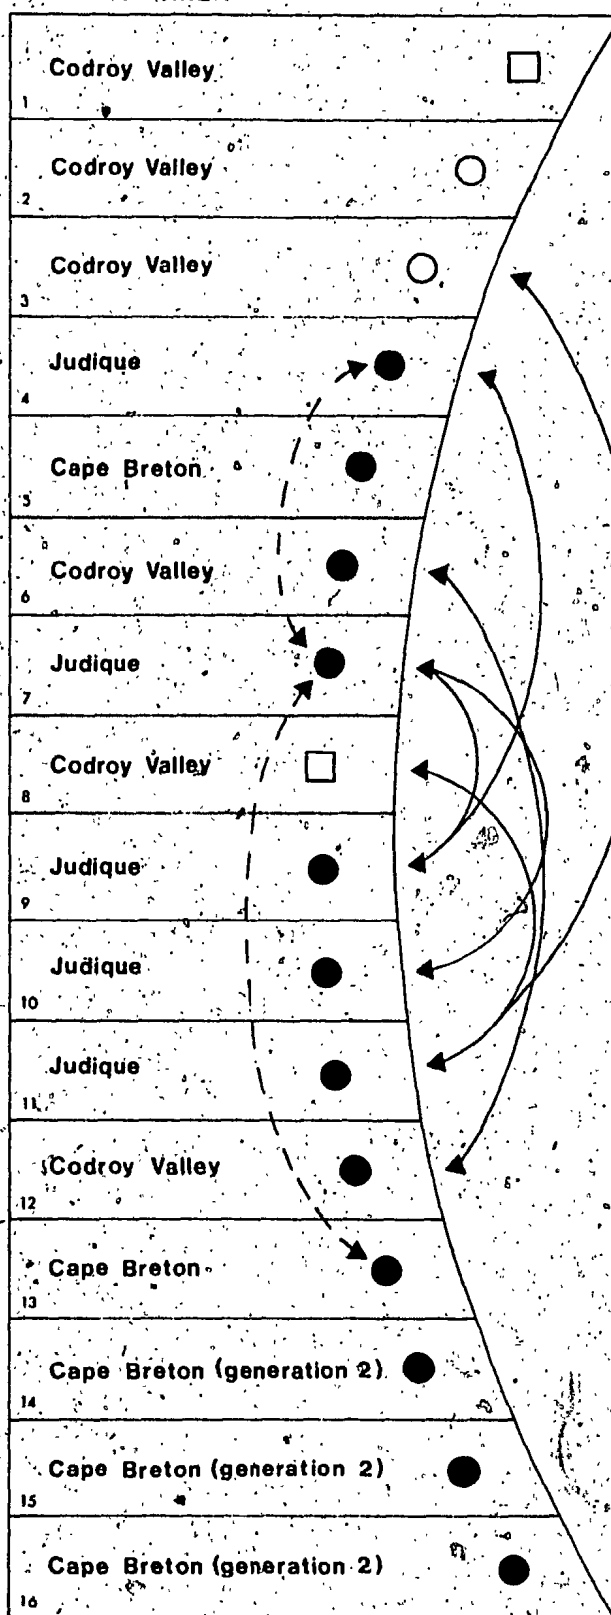 Codroy Valley
1
Codroy Valley
2
Codroy Valley
3
Judique
4
Cape Breton
5
Codroy Valley
6
Judique
7
Codroy Valley
8
Judique
9
Judique
10
Judique
11
Codroy Valley
12
Cape Breton
13
Cape Breton (generation 2)
14
Cape Breton (generation 2)
15
Cape Breton (generation 2)
16